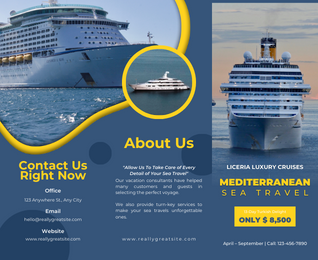 Contact Us
Right Now
Office
123 Anywhere St., Any City
Email
hello@reallygreatsite.com
Website
www.reallygreatsite.com
About Us
"Allow Us To Take Care of Every
Detail of Your Sea Travel"
Our vacation consultants have helped
many customers and guests in
selecting the perfect voyage.
We also provide turn-key services to
make your sea travels unforgettable
ones.
www.reallygreatsite.com
LICERIA LUXURY CRUISES
MEDITERRANEAN
SEA TRAVEL
ONLY $ 8,500
April - September | Call: 123-456-7890